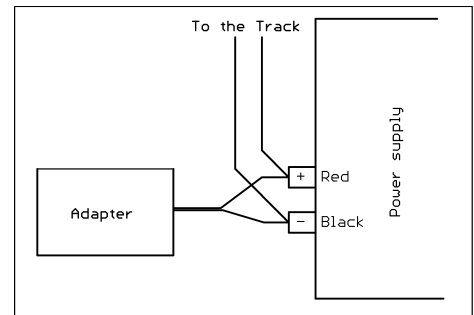 To the Track
+ Red
Power supply
Adapter
- Black